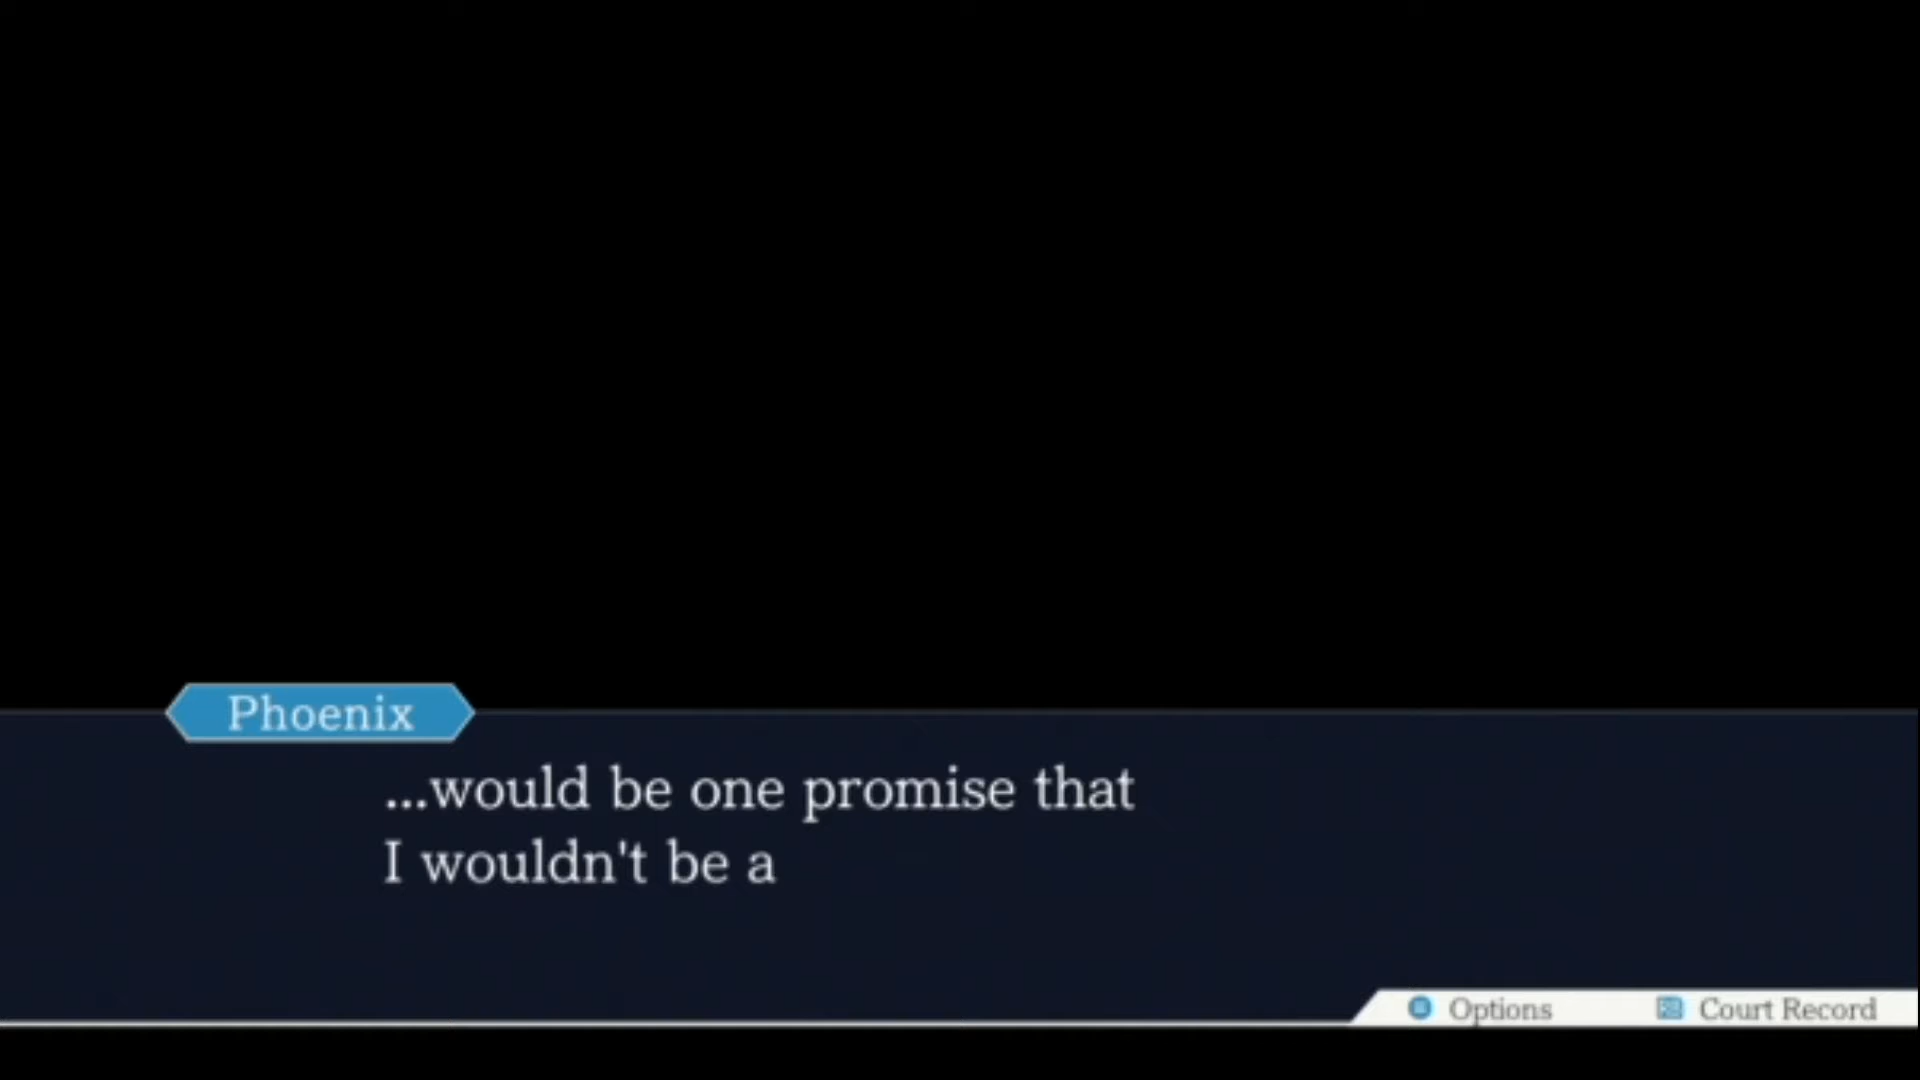 Phoenix
...would be one promise that
I wouldn't be a
Options
Court Record